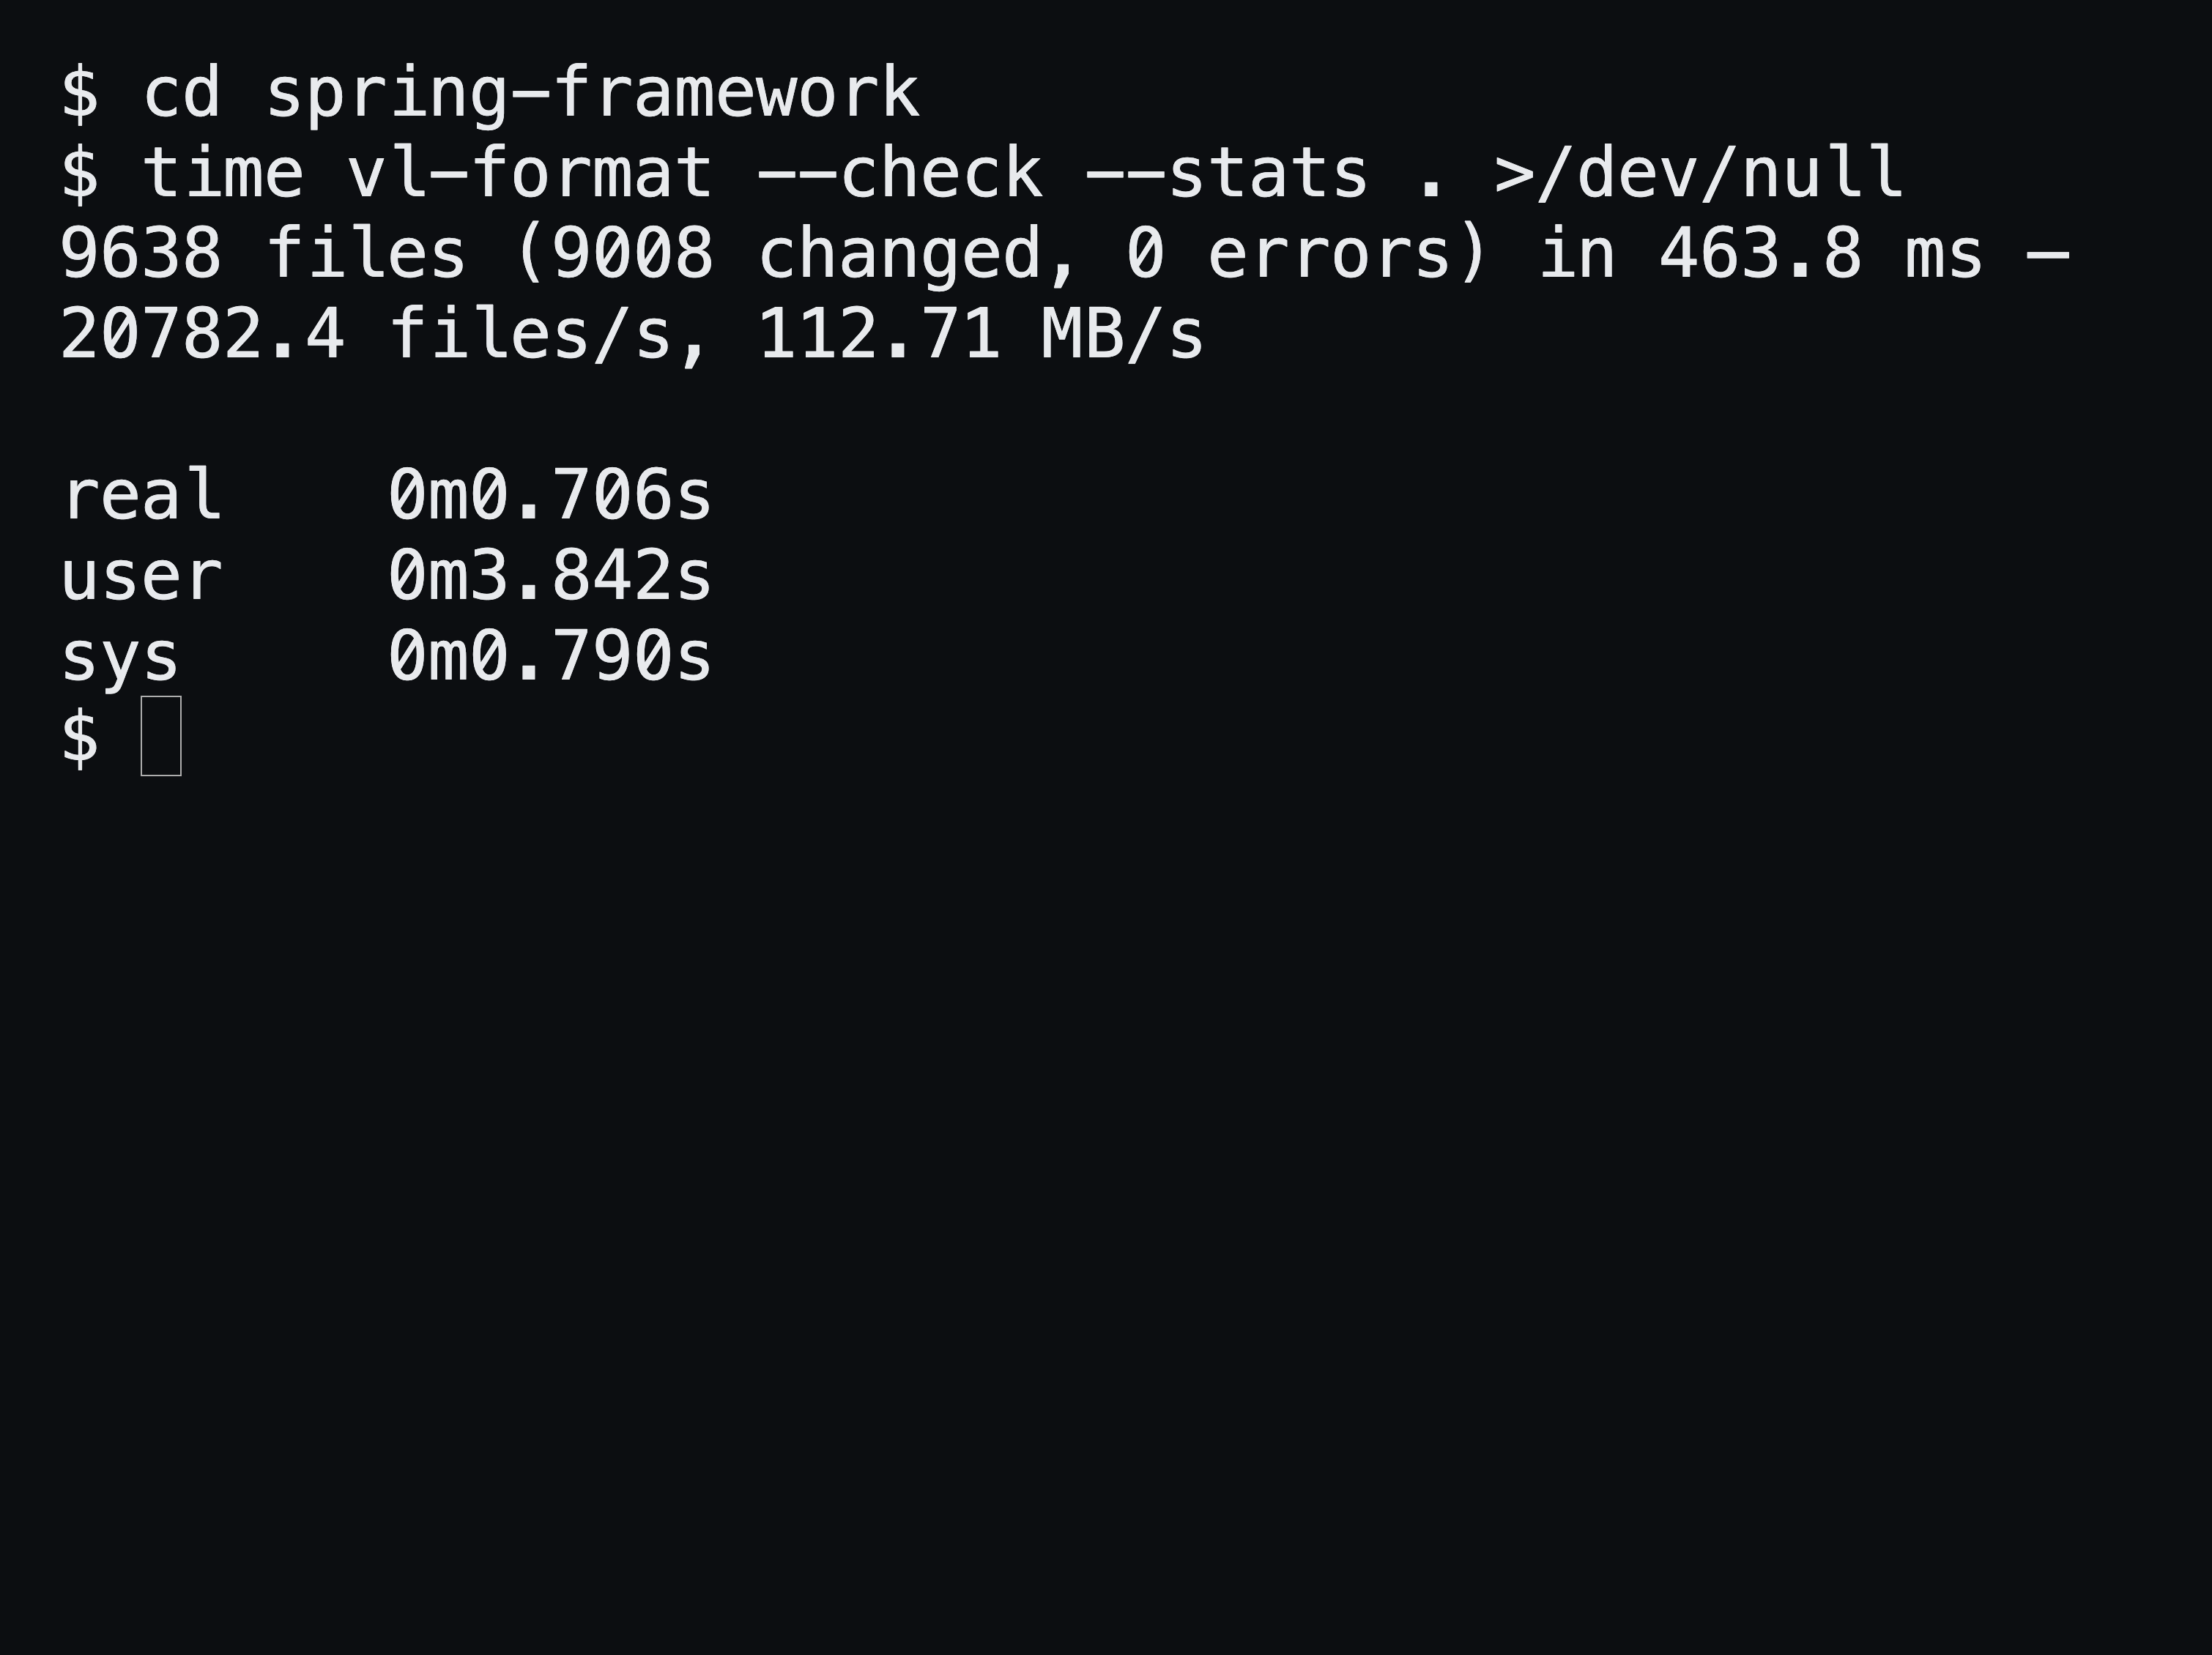 $ cd spring-framework
$ time vl-format --check --stats . >/dev/null
9638 files (9008 changed, 0 errors) in 463.8 ms —
20782.4 files/s, 112.71 MB/s

real    0m0.706s
user    0m3.842s
sys     0m0.790s
$